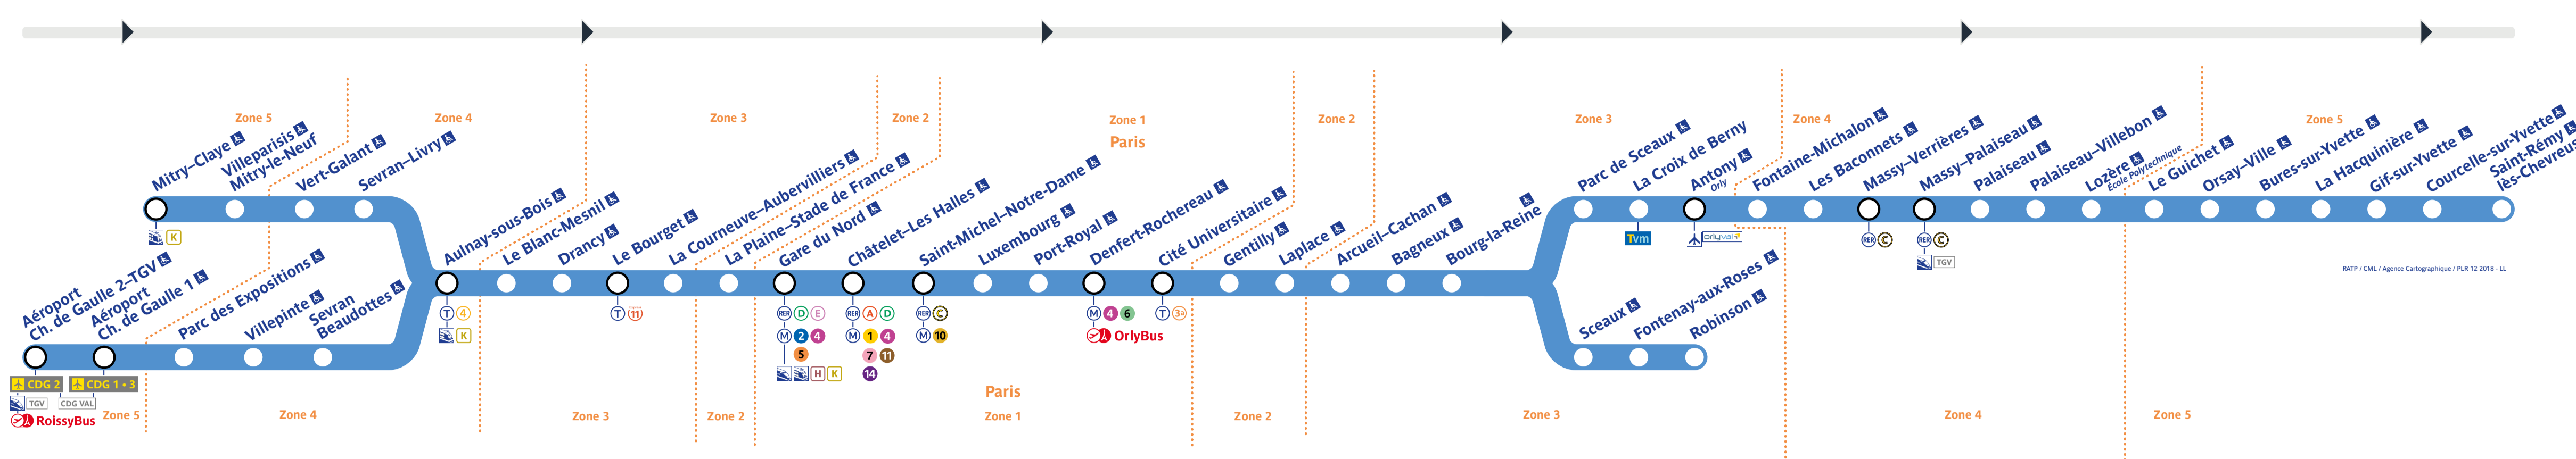 Zone 5
Zone 4
Zone 3
Zone 2
Zone 1
Paris
Zone 2
Zone 3
Zone 4
Zone 5
Mitry–Claye
Villeparisis
Mitry-le-Neuf
Vert-Galant
Sevran–Livry
K
Aéroport
Ch. de Gaulle 2–TGV
Aéroport
Ch. de Gaulle 1
Parc des Expositions
Villepinte
Sevran
Beaudottes
CDG 2
CDG 1 • 3
TGV
CDG VAL
RoissyBus
Aulnay-sous-Bois
T 4
K
Le Blanc-Mesnil
Drancy
Le Bourget
T 11
La Courneuve–Aubervilliers
La Plaine–Stade de France
Gare du Nord
RER D E
M 2 4
5
H K
Châtelet–Les Halles
RER A D
M 1 4
7 11
14
Saint-Michel–Notre-Dame
RER C
M 10
Luxembourg
Port-Royal
Denfert-Rochereau
M 4 6
OrlyBus
Cité Universitaire
T 3a
Gentilly
Laplace
Arcueil–Cachan
Bagneux
Bourg-la-Reine
Parc de Sceaux
La Croix de Berny
Tvm
Antony
Orly
orlyval
Fontaine-Michalon
Les Baconnets
Massy–Verrières
RER C
Massy–Palaiseau
RER C
TGV
Palaiseau
Palaiseau–Villebon
Lozère
École Polytechnique
Le Guichet
Orsay–Ville
Bures-sur-Yvette
La Hacquinière
Gif-sur-Yvette
Courcelle-sur-Yvette
Saint-Rémy
lès-Chevreus
Sceaux
Fontenay-aux-Roses
Robinson
RATP / CML / Agence Cartographique / PLR 12 2018 - LL
Zone 5
Zone 4
Zone 3
Zone 2
Paris
Zone 1
Zone 2
Zone 3
Zone 4
Zone 5